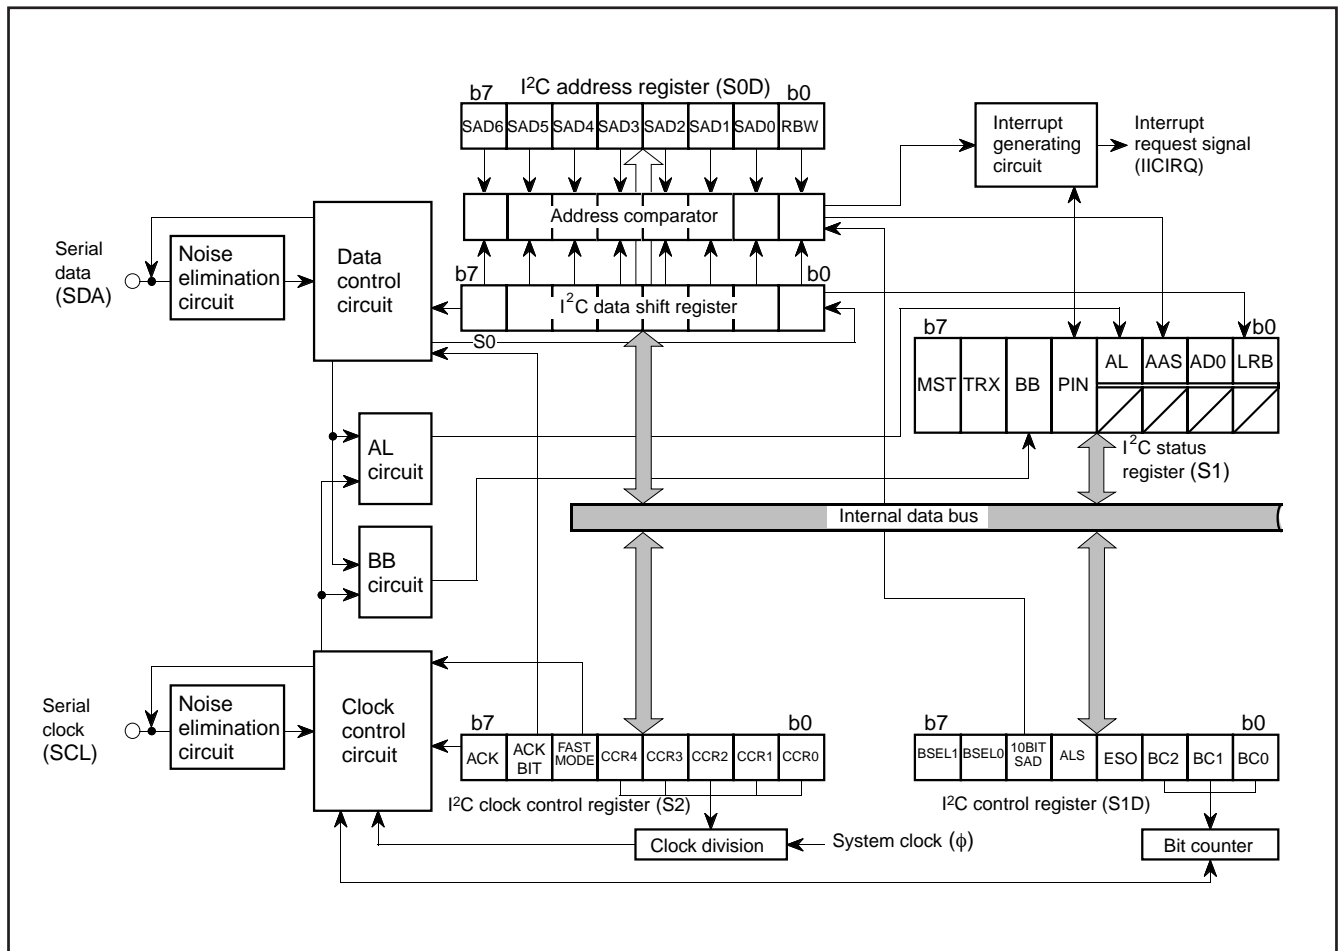 I²C address register (S0D)
b7 b0
SAD6 SAD5 SAD4 SAD3 SAD2 SAD1 SAD0 RBW
Interrupt
generating
circuit
Interrupt
request signal
(IICIRQ)
Address comparator
Serial
data
(SDA)
Noise
elimination
circuit
Data
control
circuit
b7 b0
I²C data shift register
S0
b7 b0
MST TRX BB PIN AL AAS AD0 LRB
I²C status
register (S1)
AL
circuit
Internal data bus
BB
circuit
Serial
clock
(SCL)
Noise
elimination
circuit
Clock
control
circuit
b7 b0
ACK ACK BIT FAST MODE CCR4 CCR3 CCR2 CCR1 CCR0
I²C clock control register (S2)
b7 b0
BSEL1 BSEL0 10BIT SAD ALS ESO BC2 BC1 BC0
I²C control register (S1D)
Clock division
System clock (ϕ)
Bit counter